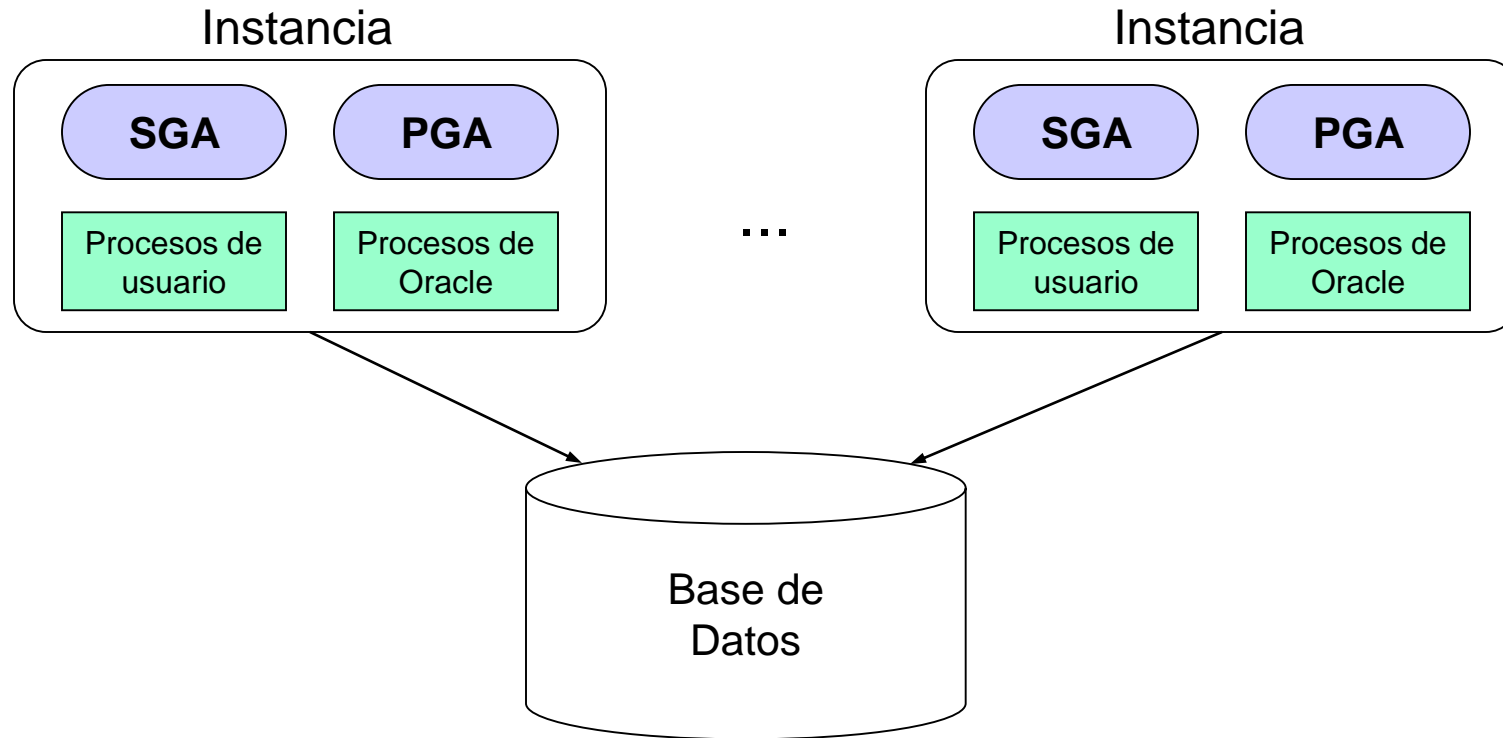 Instancia
SGA
PGA
Procesos de
usuario
Procesos de
Oracle
...
Instancia
SGA
PGA
Procesos de
usuario
Procesos de
Oracle
Base de
Datos